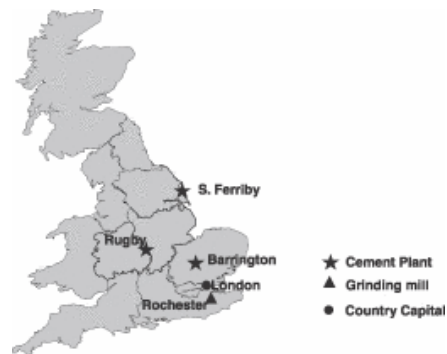 S. Ferriby
Rugby
Barrington
London
Rochester
Cement Plant
Grinding mill
Country Capital